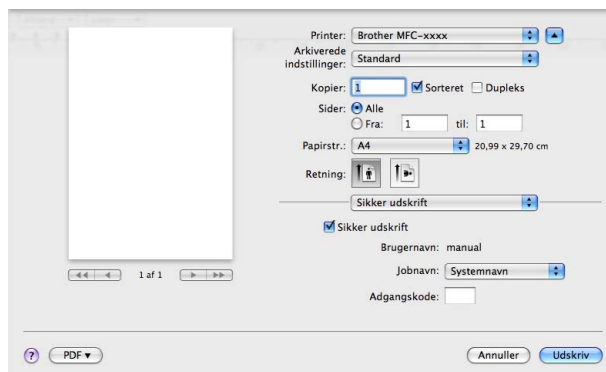 Printer: Brother MFC-xxxx
Arkiverede indstillinger: Standard
Kopier: 1 Sorteret Dupleks
Sider: Alle
Fra: 1 til: 1
Papirstr.: A4 20,99 x 29,70 cm
Retning:
Sikker udskrift
Sikker udskrift
Brugernavn: manual
1 af 1
Jobnavn: Systemnavn
Adgangskode:
? PDF Annuller Udskriv